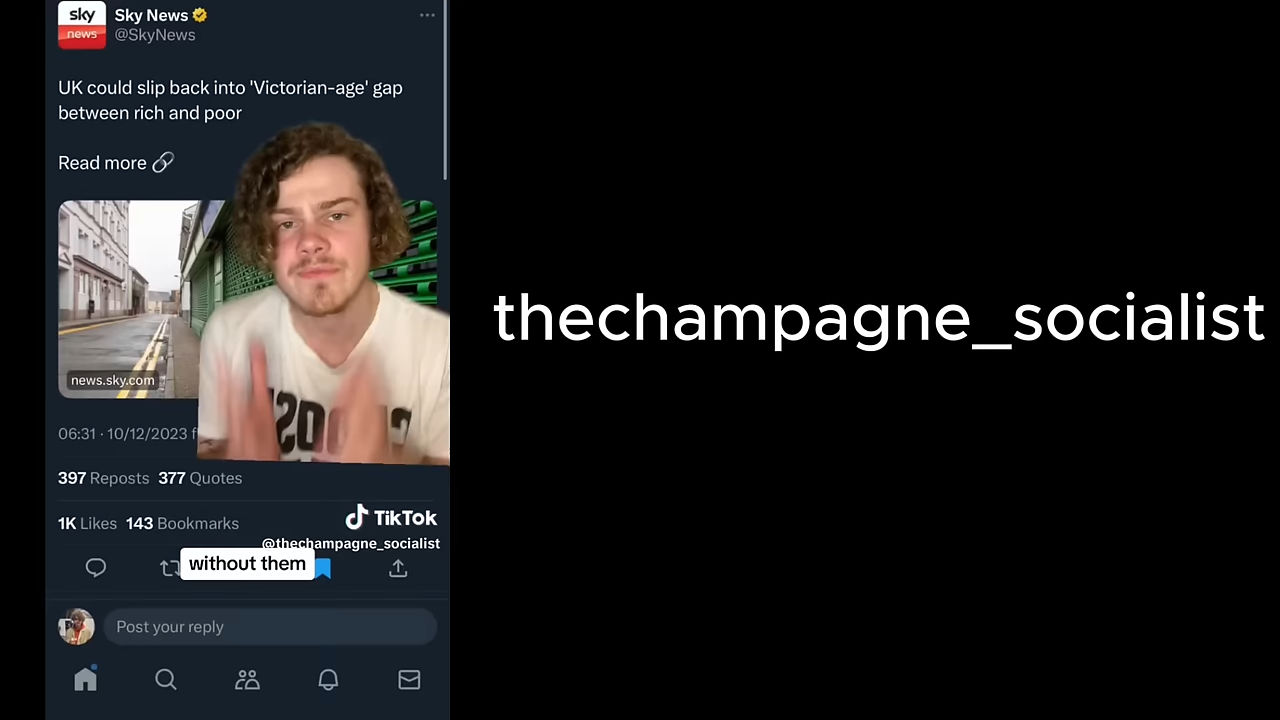 sky
news
Sky News
@SkyNews
UK could slip back into 'Victorian-age' gap
between rich and poor
Read more
news.sky.com
06:31 · 10/12/2023
397 Reposts 377 Quotes
1K Likes 143 Bookmarks
TikTok
@thechampagne_socialist
without them
Post your reply
thechampagne_socialist